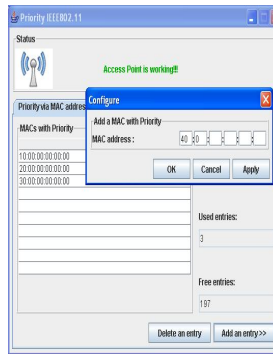 Priority IEEE802.11
Status
Access Point is working!!!
Priority via MAC addres
Configure
Add a MAC with Priority
MAC address :
40 :0 : : : :
OK Cancel Apply
MACs with Priority
10:00:00:00:00:00
20:00:00:00:00:00
30:00:00:00:00:00
Used entries:
3
Free entries:
197
Delete an entry Add an entry>>